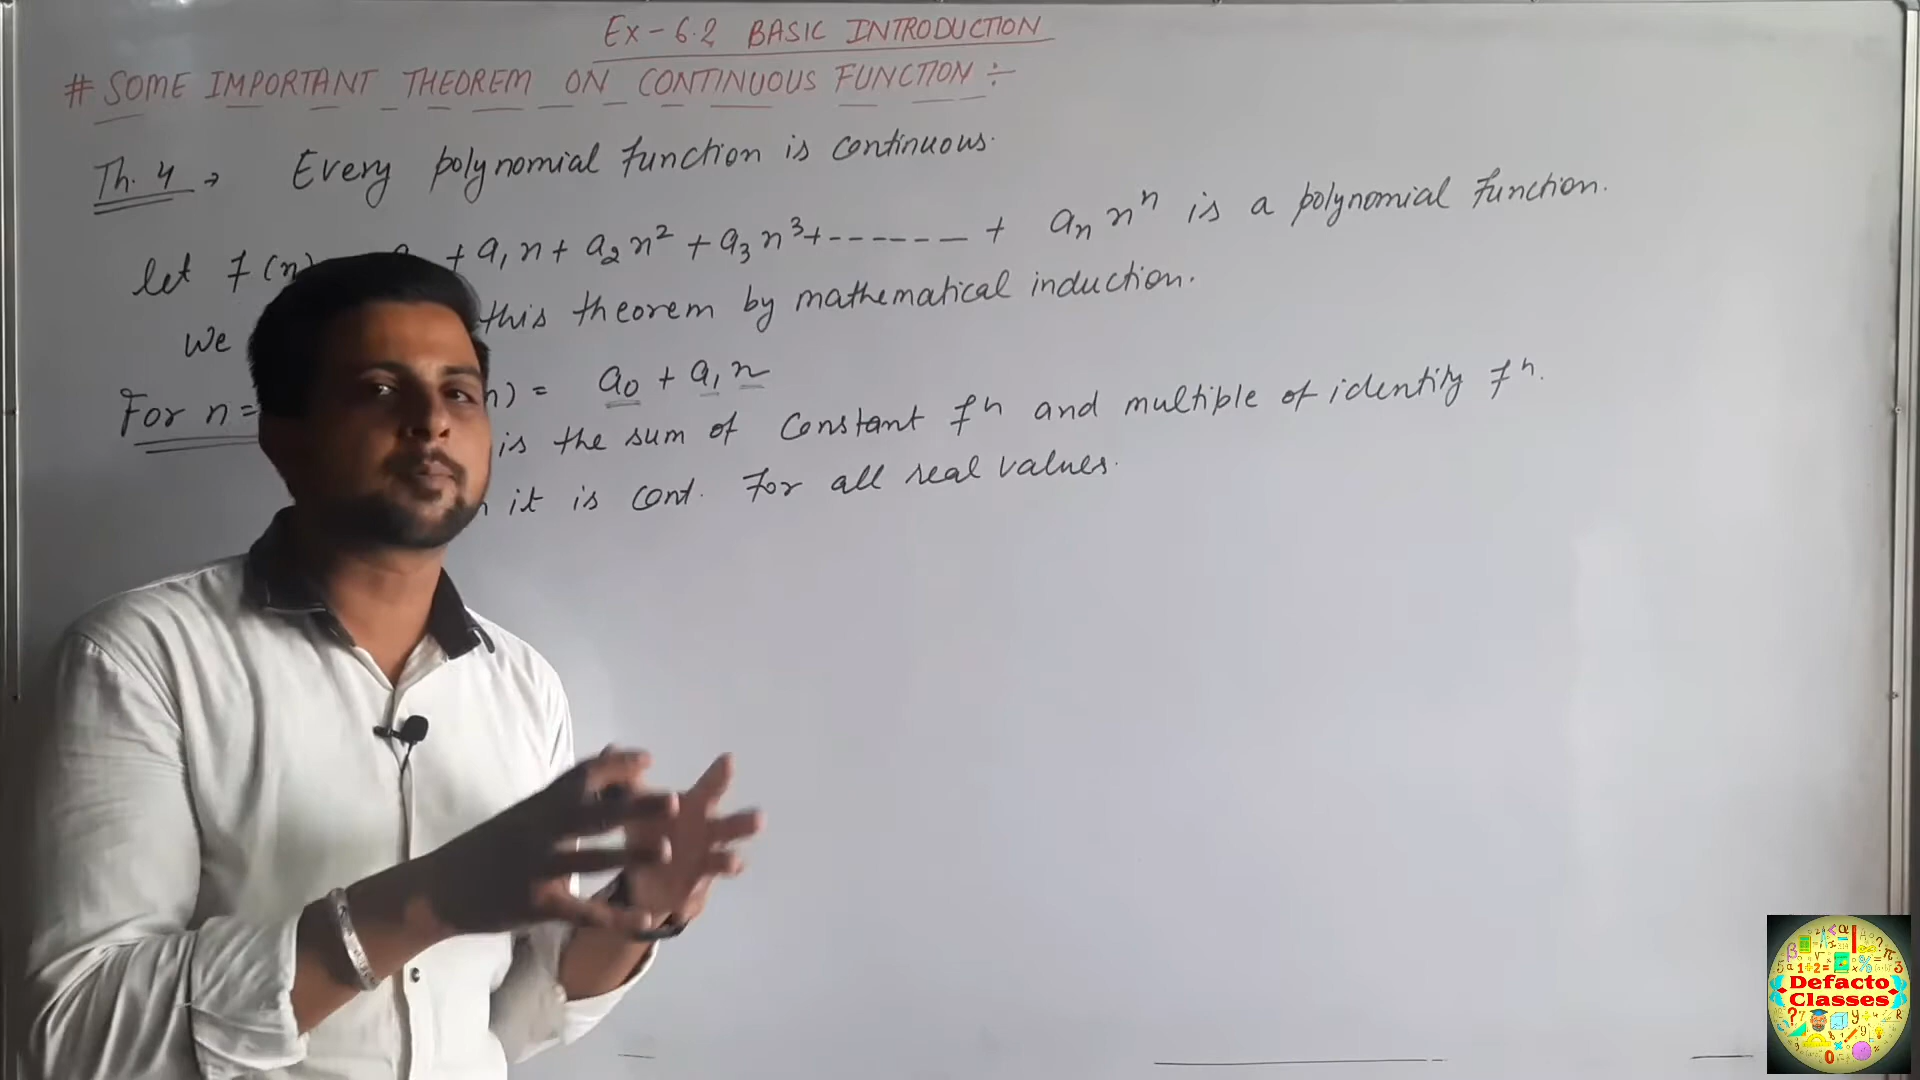 Ex - 6.2 BASIC INTRODUCTION
# SOME IMPORTANT THEOREM ON CONTINUOUS FUNCTION ÷
Th. 4 → Every polynomial function is continuous.
let f(x) + a₁x + a₂x² + a₃x³ + ------ + aₙxⁿ is a polynomial function.
We this theorem by mathematical induction.
For n = ) = a₀ + a₁x
is the sum of constant fⁿ and multiple of identity fⁿ.
it is cont. For all real values.
Defacto
Classes